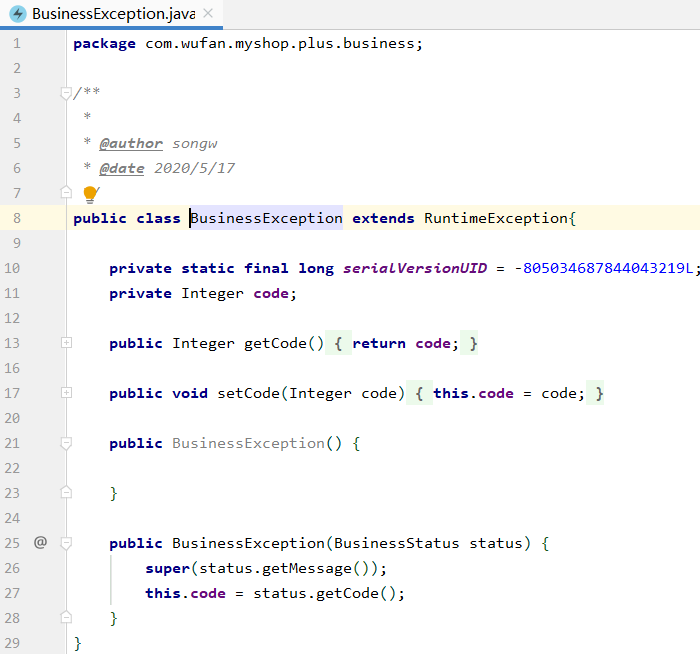 BusinessException.java
1 package com.wufan.myshop.plus.business;
2
3 /**
4 *
5 * @author songw
6 * @date 2020/5/17
7 /
8 public class BusinessException extends RuntimeException{
9
10 private static final long serialVersionUID = -805034687844043219L;
11 private Integer code;
12
13 public Integer getCode() { return code; }
16
17 public void setCode(Integer code) { this.code = code; }
20
21 public BusinessException() {
22
23 }
24
25 @ public BusinessException(BusinessStatus status) {
26 super(status.getMessage());
27 this.code = status.getCode();
28 }
29 }